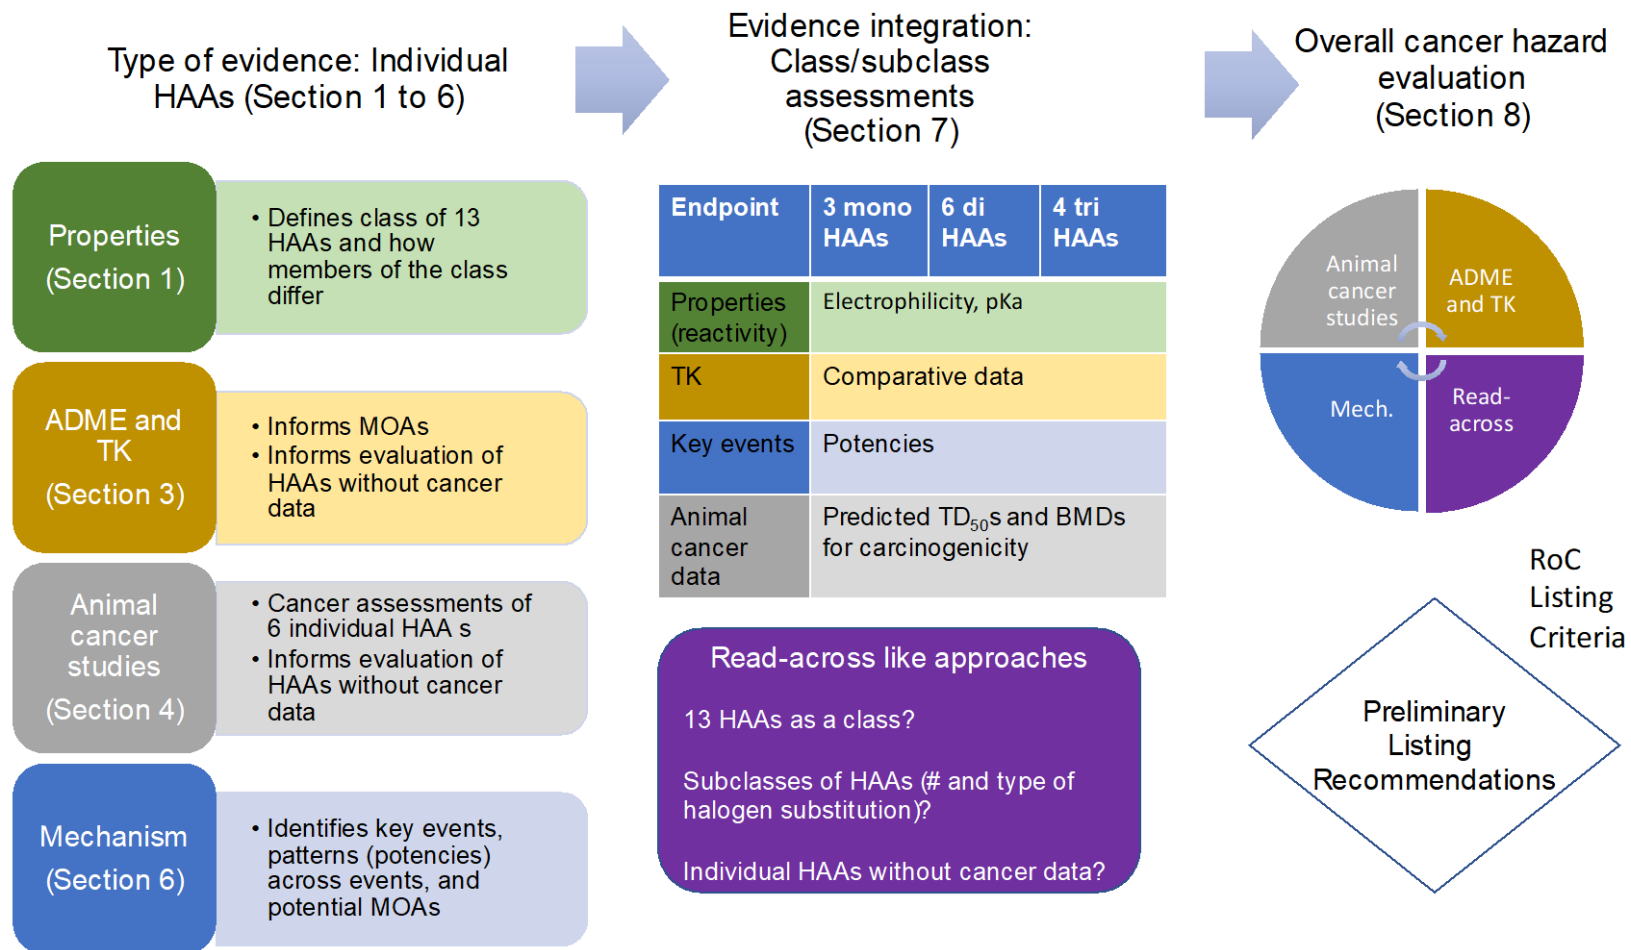 Type of evidence: Individual
HAAs (Section 1 to 6)
Properties
(Section 1)
• Defines class of 13
HAAs and how
members of the class
differ
ADME and
TK
(Section 3)
• Informs MOAs
• Informs evaluation of
HAAs without cancer
data
Animal
cancer
studies
(Section 4)
• Cancer assessments of
6 individual HAA s
• Informs evaluation of
HAAs without cancer
data
Mechanism
(Section 6)
• Identifies key events,
patterns (potencies)
across events, and
potential MOAs
Evidence integration:
Class/subclass
assessments
(Section 7)
Endpoint
3 mono
HAAs
6 di
HAAs
4 tri
HAAs
Properties
(reactivity)
Electrophilicity, pKa
TK
Comparative data
Key events
Potencies
Animal
cancer
data
Predicted TD50s and BMDs
for carcinogenicity
Read-across like approaches
13 HAAs as a class?
Subclasses of HAAs (# and type of
halogen substitution)?
Individual HAAs without cancer data?
Overall cancer hazard
evaluation
(Section 8)
Animal
cancer
studies
ADME
and TK
Mech.
Read-
across
RoC
Listing
Criteria
Preliminary
Listing
Recommendations